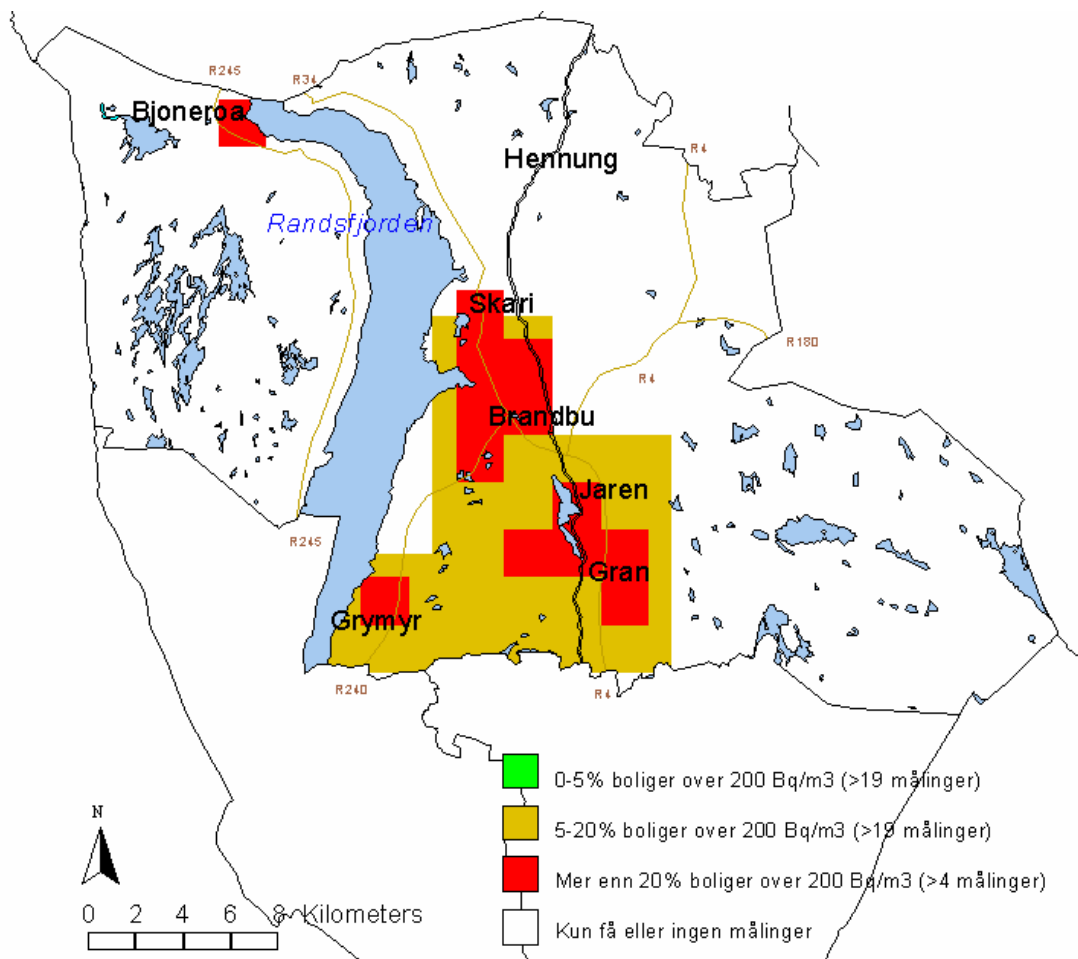 R245
R34
Bjoneroa
Hennung
R4
Randsfjorden
Skari
R180
R4
Brandbu
Jaren
R245
Gran
Grymyr
R240
R4
0-5% boliger over 200 Bq/m3 (>19 målinger)
5-20% boliger over 200 Bq/m3 (>19 målinger)
Mer enn 20% boliger over 200 Bq/m3 (>4 målinger)
Kun få eller ingen målinger
N
0 2 4 6 8 Kilometers